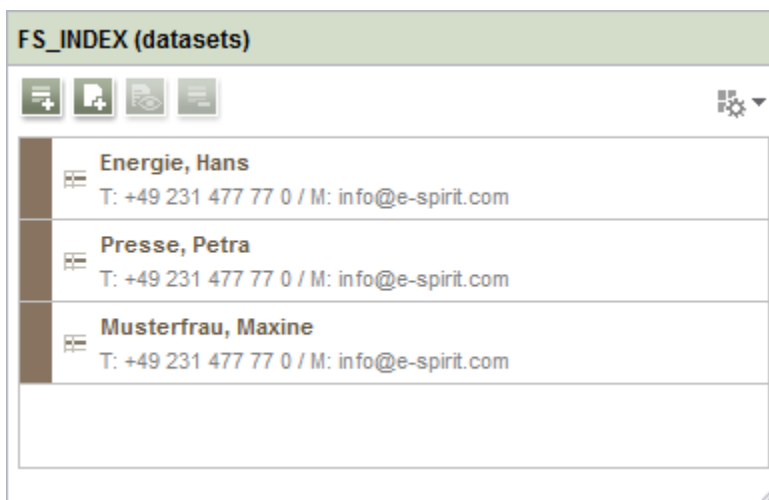 FS_INDEX (datasets)
Energie, Hans
T: +49 231 477 77 0 / M: info@e-spirit.com
Presse, Petra
T: +49 231 477 77 0 / M: info@e-spirit.com
Musterfrau, Maxine
T: +49 231 477 77 0 / M: info@e-spirit.com